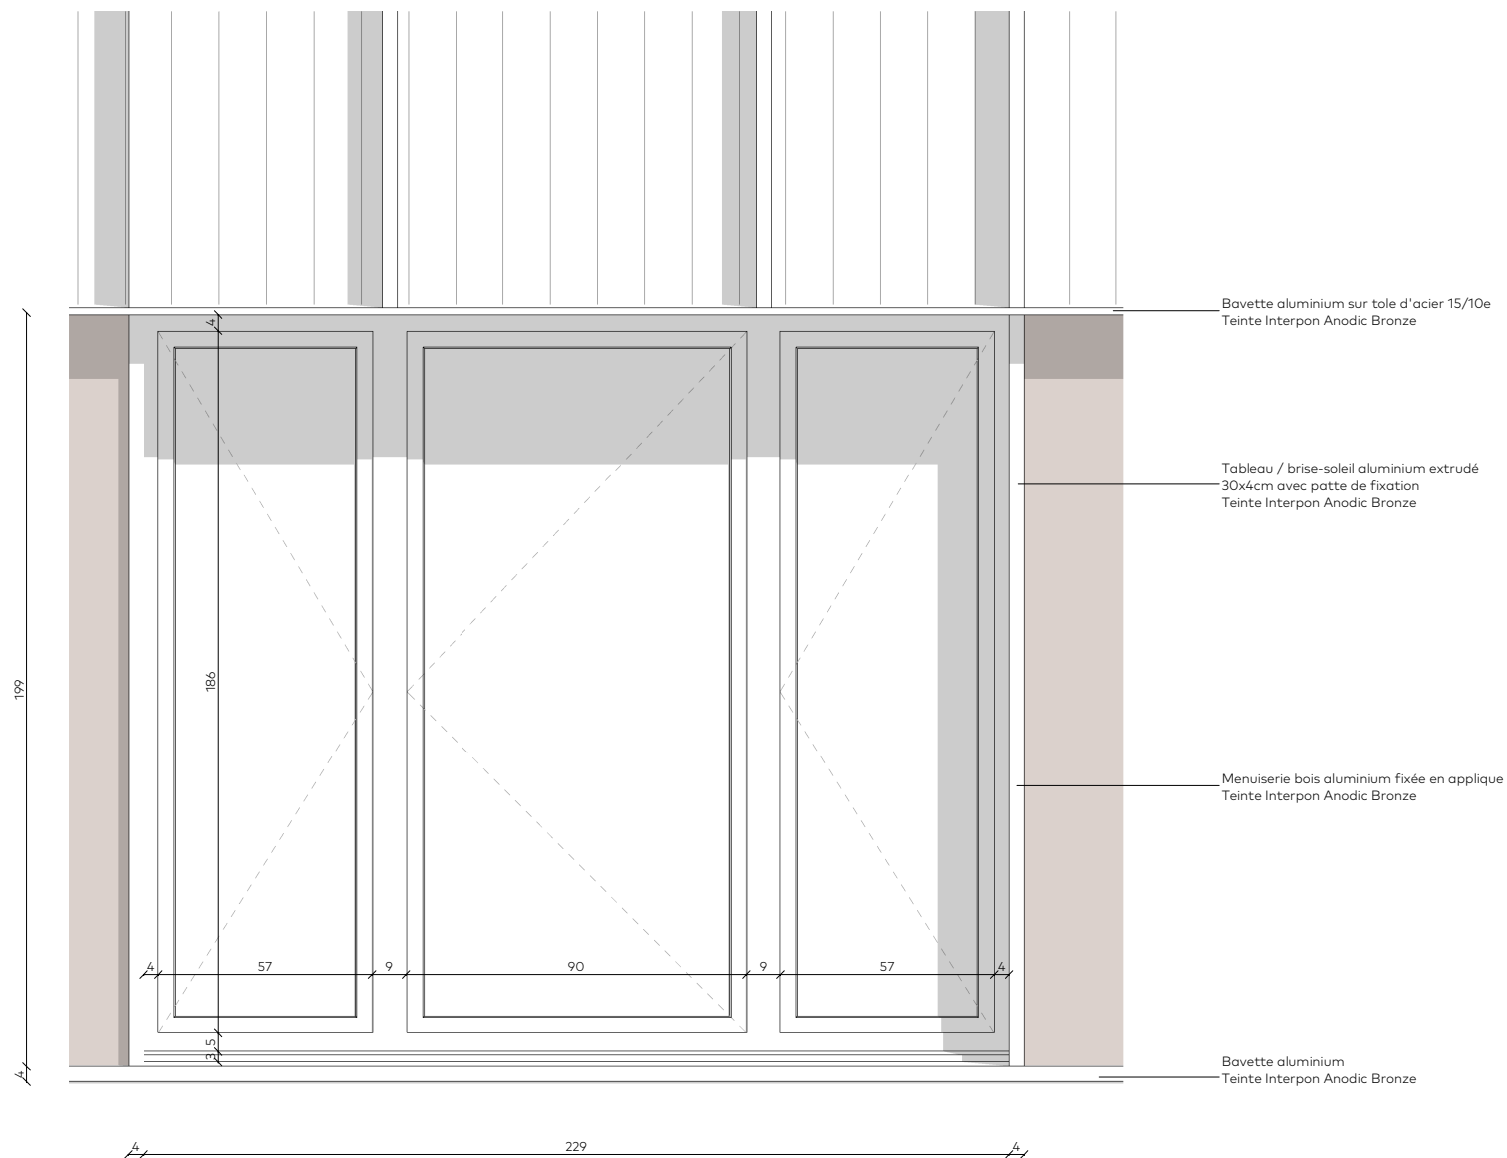 Bavette aluminium sur tole d'acier 15/10e
Teinte Interpon Anodic Bronze
4
Tableau / brise-soleil aluminium extrudé
30x4cm avec patte de fixation
Teinte Interpon Anodic Bronze
199
186
Menuiserie bois aluminium fixée en applique
Teinte Interpon Anodic Bronze
4 57 9 90 9 57 4
5
3
Bavette aluminium
Teinte Interpon Anodic Bronze
4
4 229 4